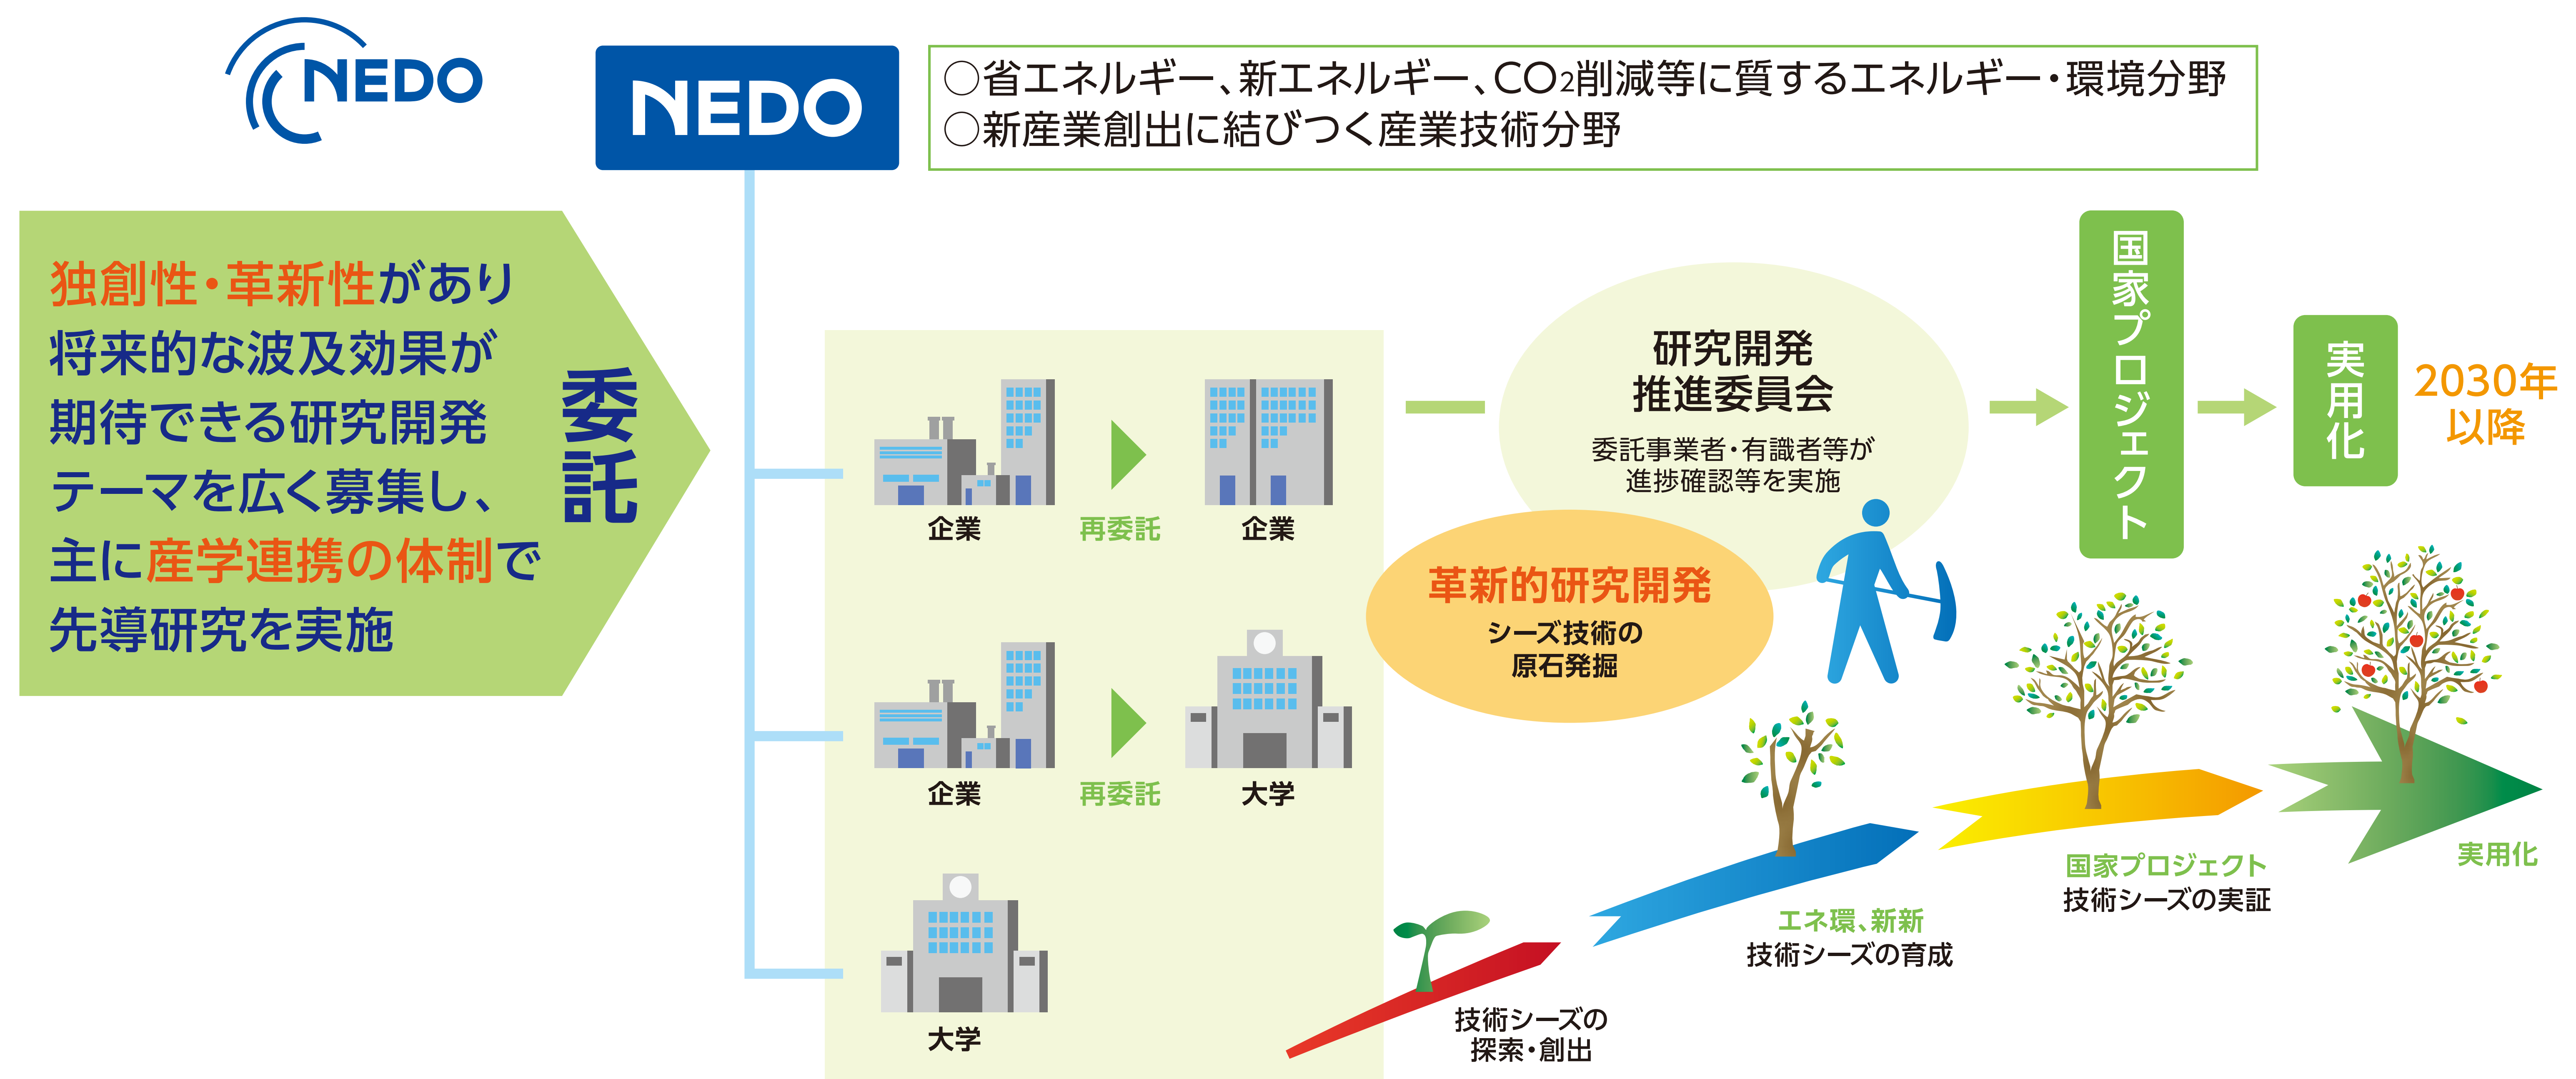 NEDO
NEDO
○省エネルギー、新エネルギー、CO2削減等に質するエネルギー・環境分野
○新産業創出に結びつく産業技術分野
独創性・革新性があり
将来的な波及効果が
期待できる研究開発
テーマを広く募集し、
主に産学連携の体制で
先導研究を実施
委託
企業
再委託
企業
企業
再委託
大学
大学
研究開発
推進委員会
委託事業者・有識者等が
進捗確認等を実施
革新的研究開発
シーズ技術の
原石発掘
国家プロジェクト
実用化
2030年
以降
技術シーズの
探索・創出
エネ環、新新
技術シーズの育成
国家プロジェクト
技術シーズの実証
実用化